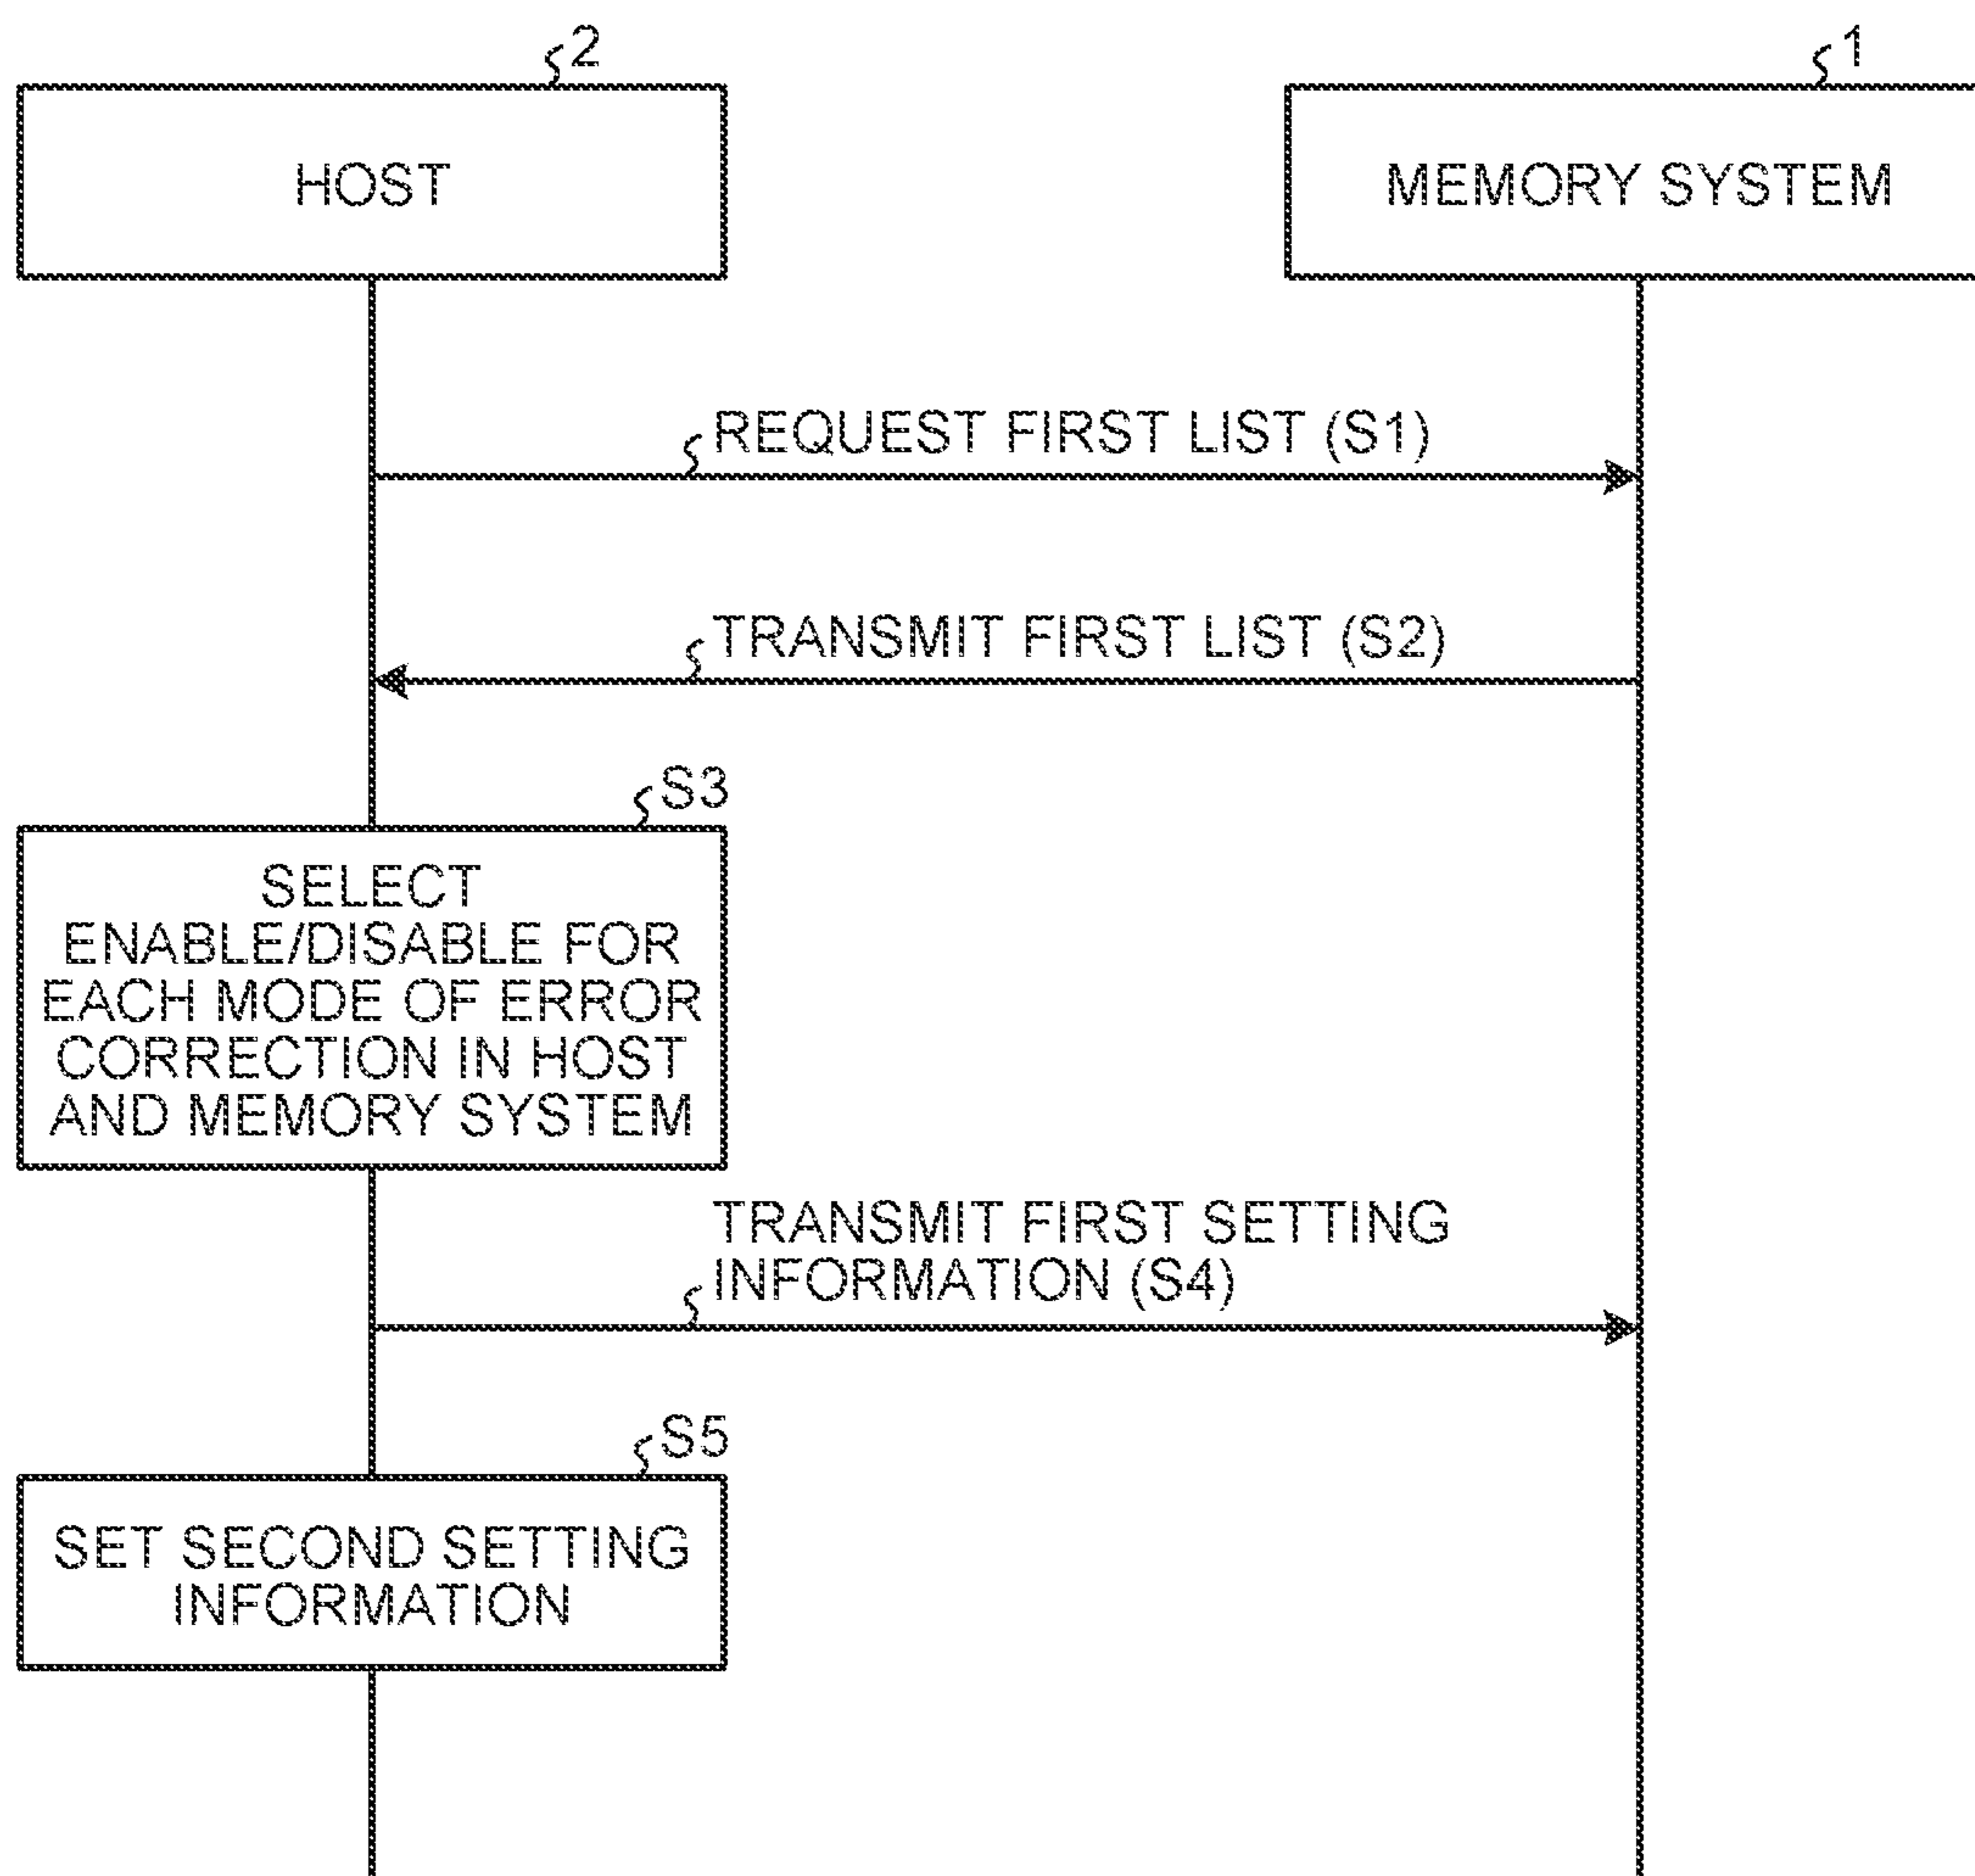 2
1
HOST
MEMORY SYSTEM
REQUEST FIRST LIST (S1)
TRANSMIT FIRST LIST (S2)
S3
SELECT
ENABLE/DISABLE FOR
EACH MODE OF ERROR
CORRECTION IN HOST
AND MEMORY SYSTEM
TRANSMIT FIRST SETTING
INFORMATION (S4)
S5
SET SECOND SETTING
INFORMATION